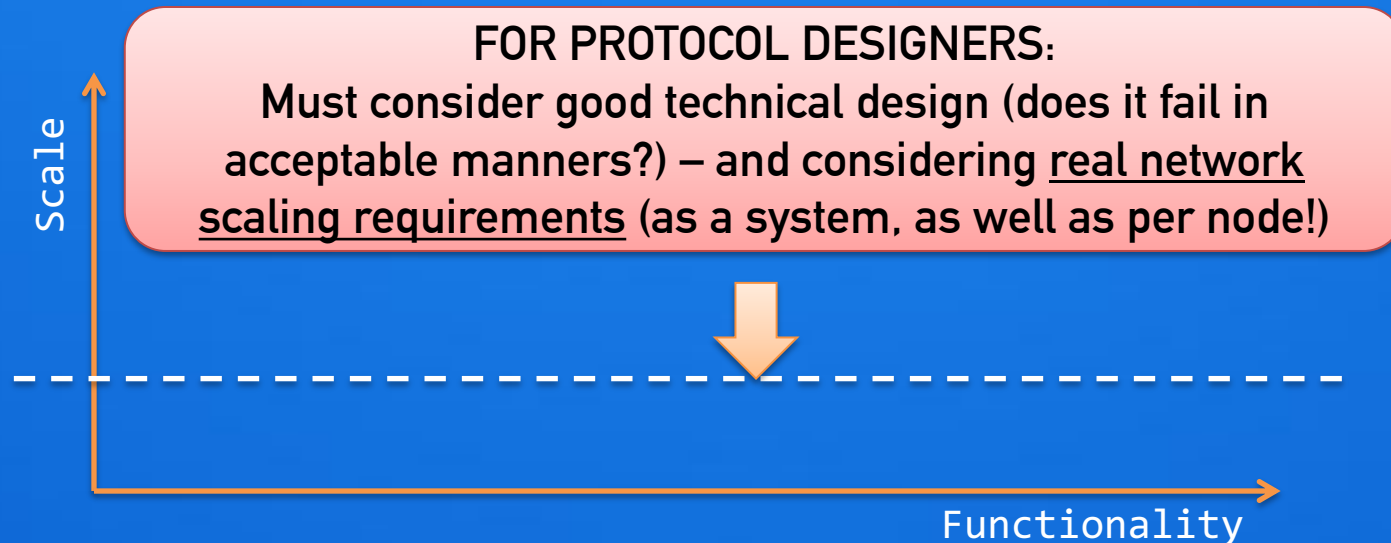 FOR PROTOCOL DESIGNERS:
Must consider good technical design (does it fail in
acceptable manners?) – and considering real network
scaling requirements (as a system, as well as per node!)
Scale
Functionality